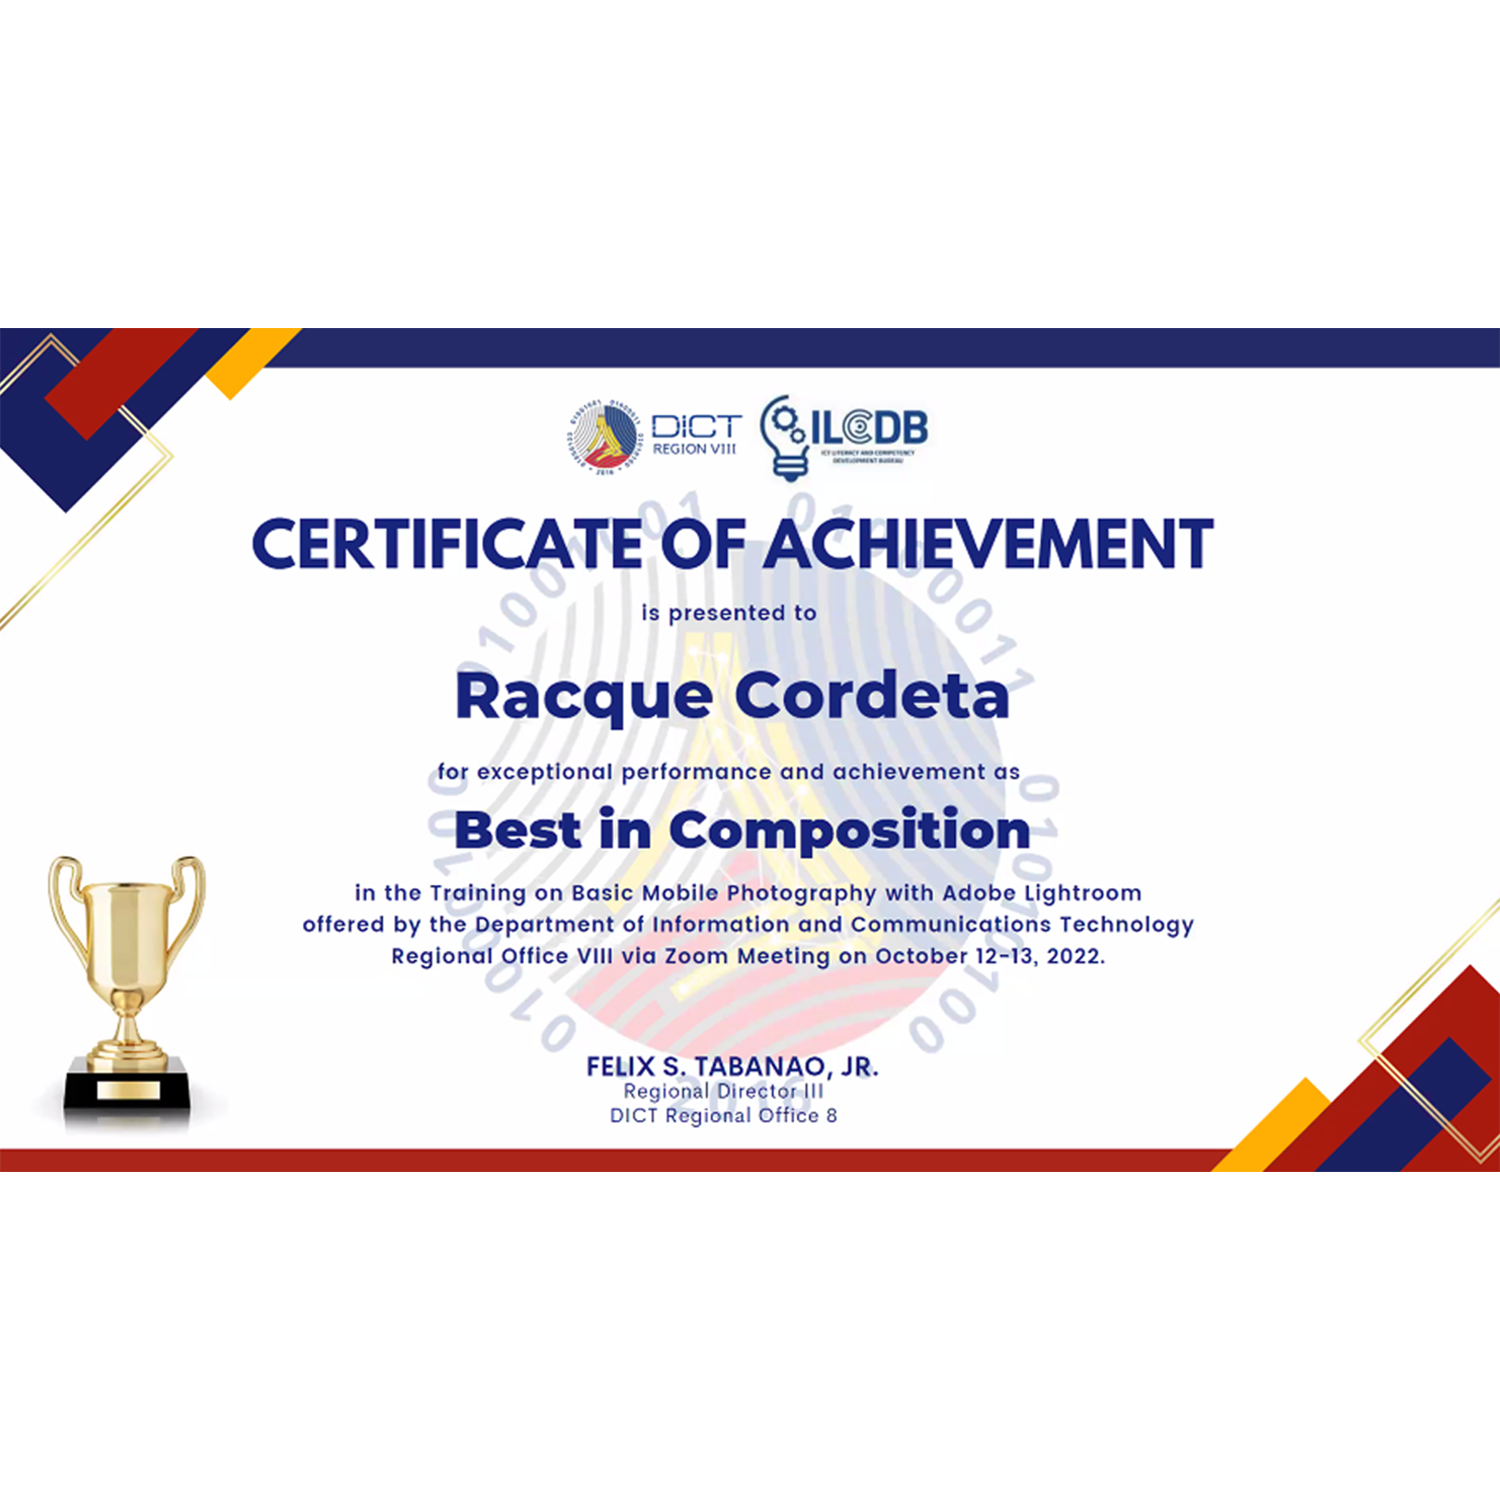 DICT
REGION VIII
ILCDB
ICT LITERACY AND COMPETENCY
DEVELOPMENT BUREAU
CERTIFICATE OF ACHIEVEMENT
is presented to
Racque Cordeta
for exceptional performance and achievement as
Best in Composition
in the Training on Basic Mobile Photography with Adobe Lightroom
offered by the Department of Information and Communications Technology
Regional Office VIII via Zoom Meeting on October 12-13, 2022.
FELIX S. TABANAO, JR.
Regional Director III
DICT Regional Office 8
2016